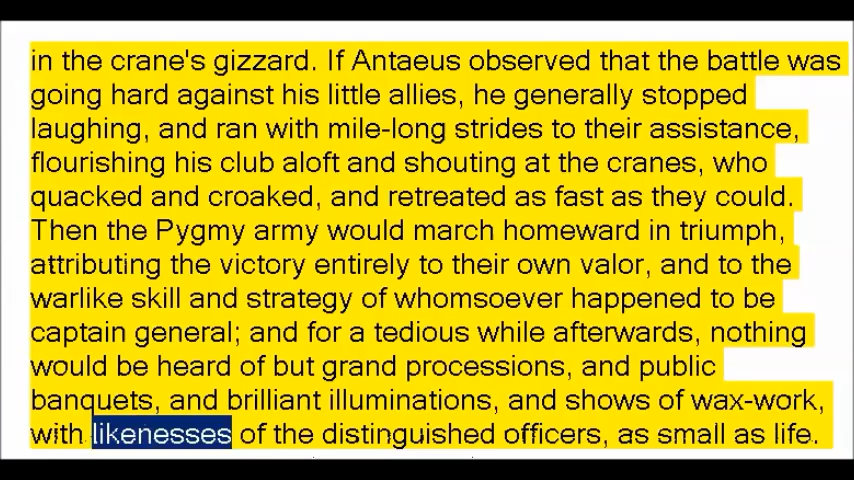 in the crane's gizzard. If Antaeus observed that the battle was
going hard against his little allies, he generally stopped
laughing, and ran with mile-long strides to their assistance,
flourishing his club aloft and shouting at the cranes, who
quacked and croaked, and retreated as fast as they could.
Then the Pygmy army would march homeward in triumph,
attributing the victory entirely to their own valor, and to the
warlike skill and strategy of whomsoever happened to be
captain general; and for a tedious while afterwards, nothing
would be heard of but grand processions, and public
banquets, and brilliant illuminations, and shows of wax-work,
with likenesses of the distinguished officers, as small as life.